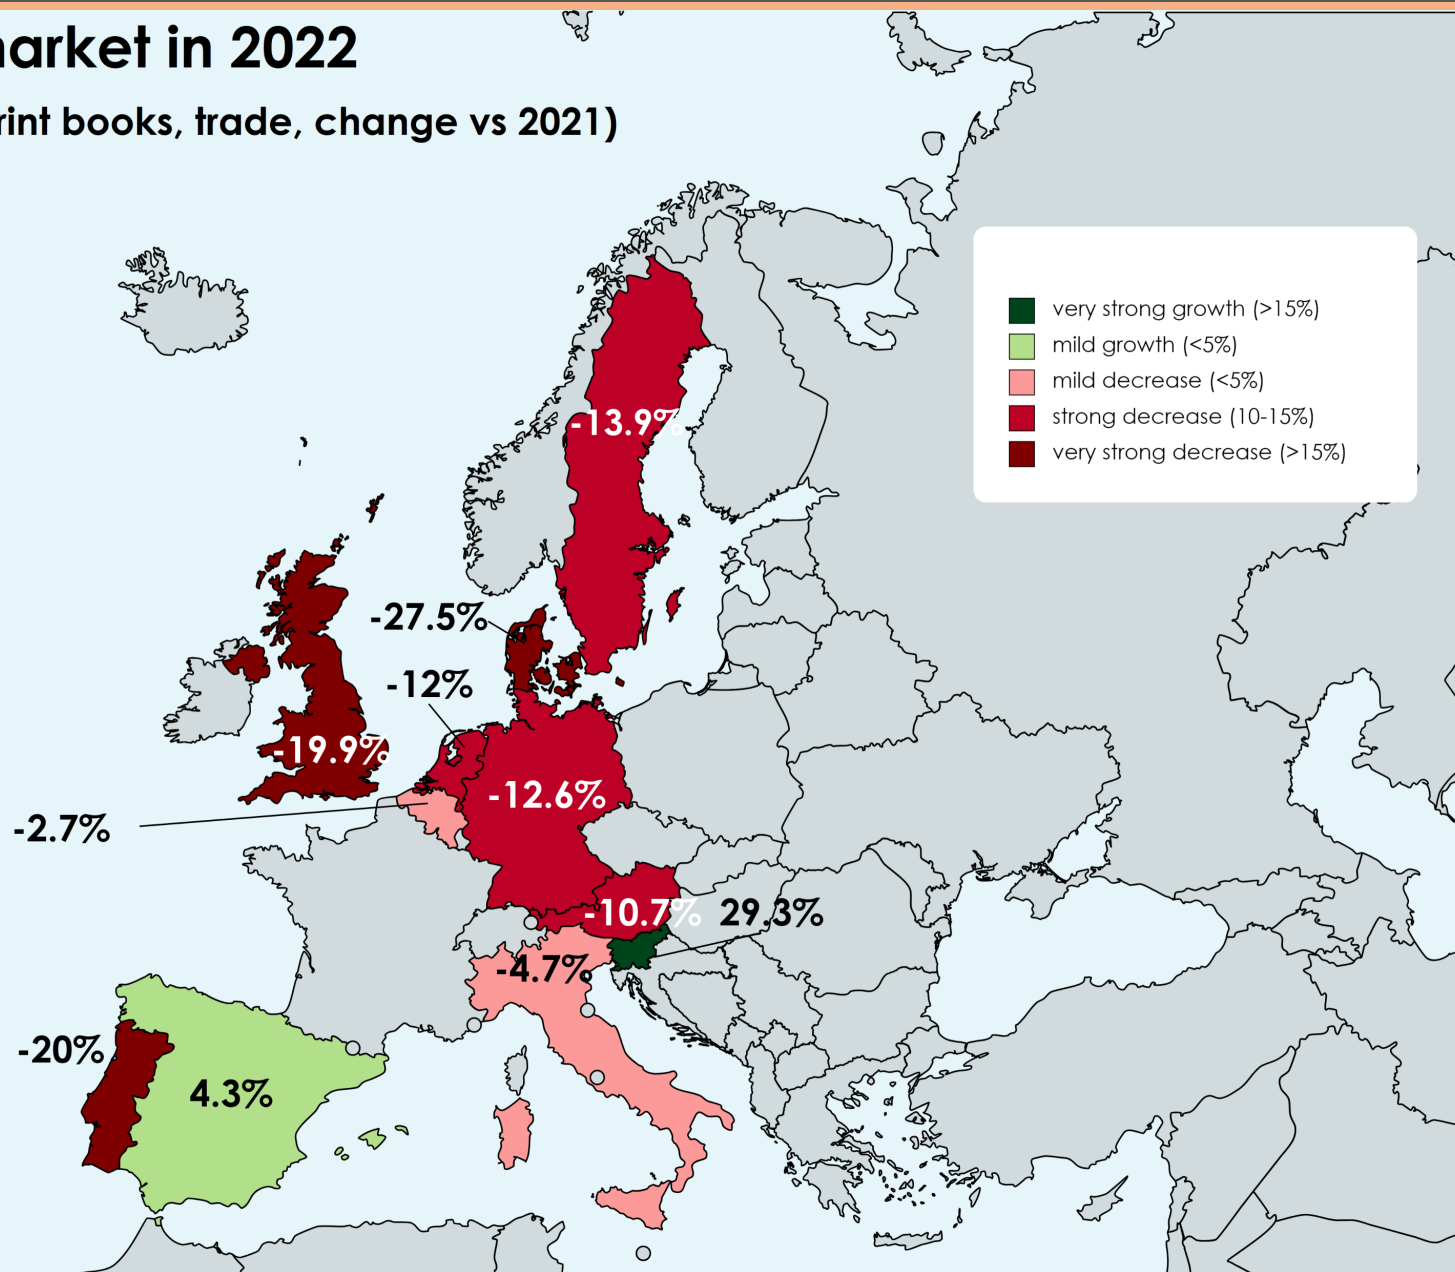 arket in 2022
rint books, trade, change vs 2021)
very strong growth (>15%)
mild growth (<5%)
mild decrease (<5%)
-13.9%
strong decrease (10-15%)
very strong decrease (>15%)
-27.5%
-12%
-19.9%
-12.6%
-2.7%
-10.7%
29.3%
-4.7%
-20%
4.3%